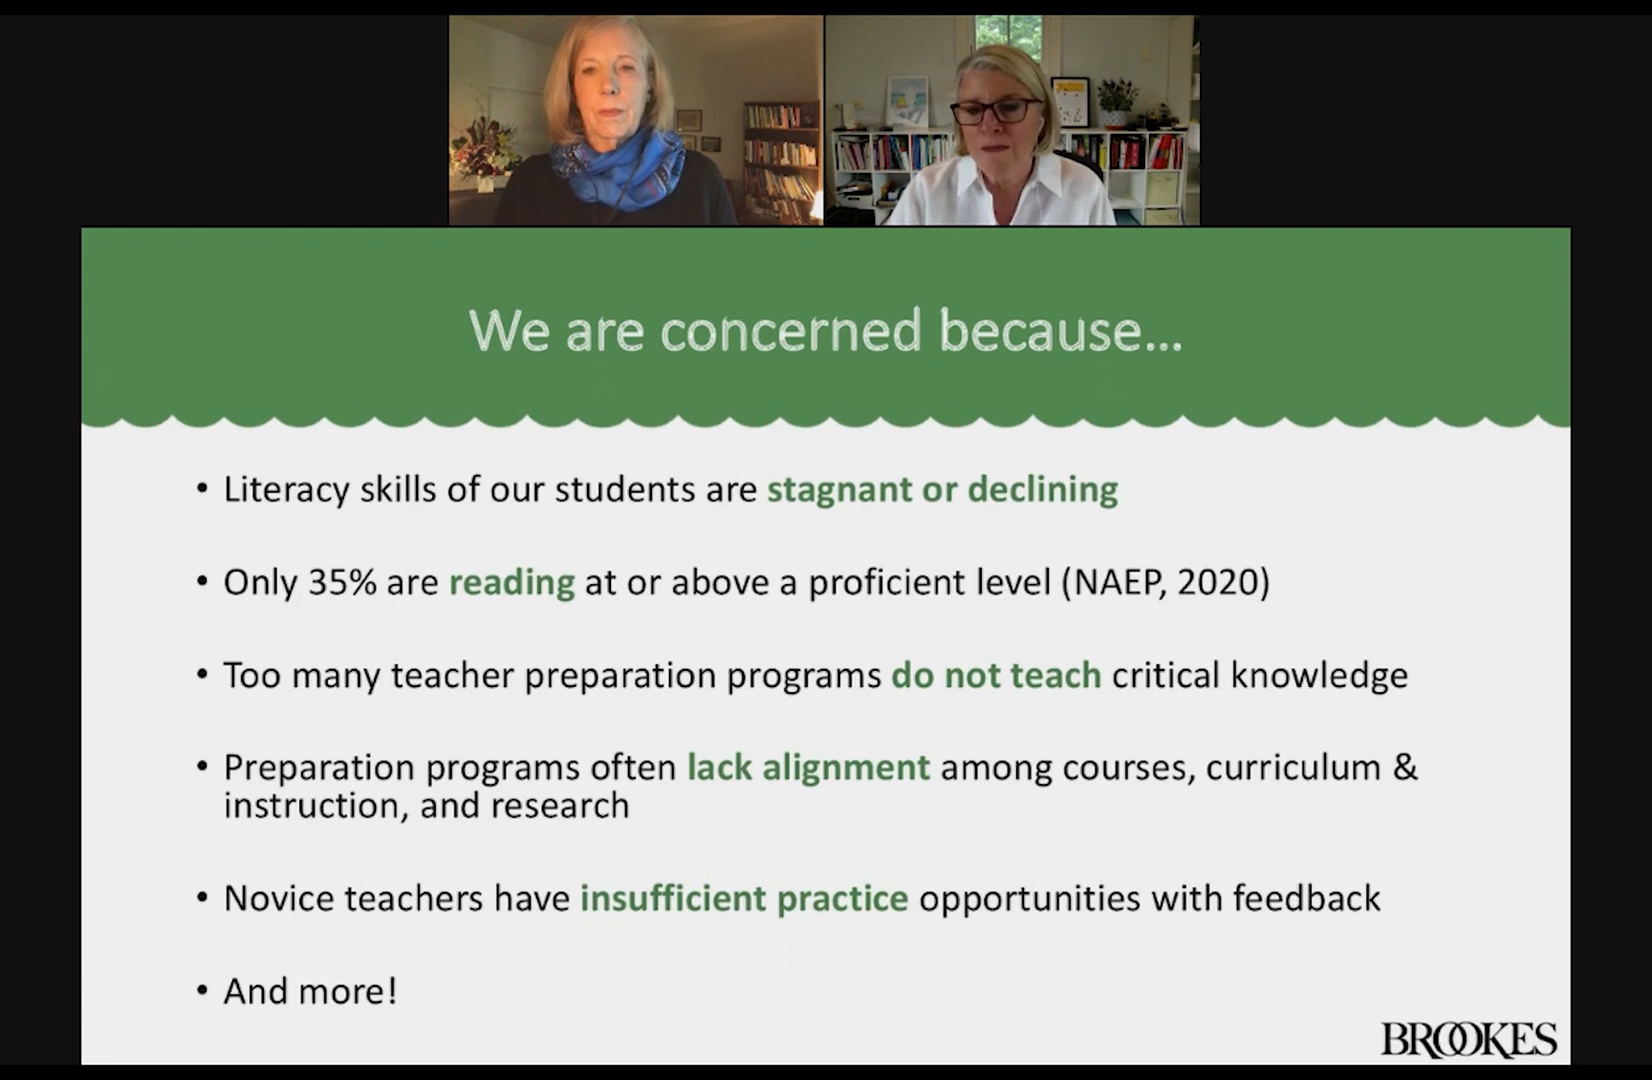 We are concerned because...
• Literacy skills of our students are stagnant or declining
• Only 35% are reading at or above a proficient level (NAEP, 2020)
• Too many teacher preparation programs do not teach critical knowledge
• Preparation programs often lack alignment among courses, curriculum &
instruction, and research
• Novice teachers have insufficient practice opportunities with feedback
• And more!
BROOKES